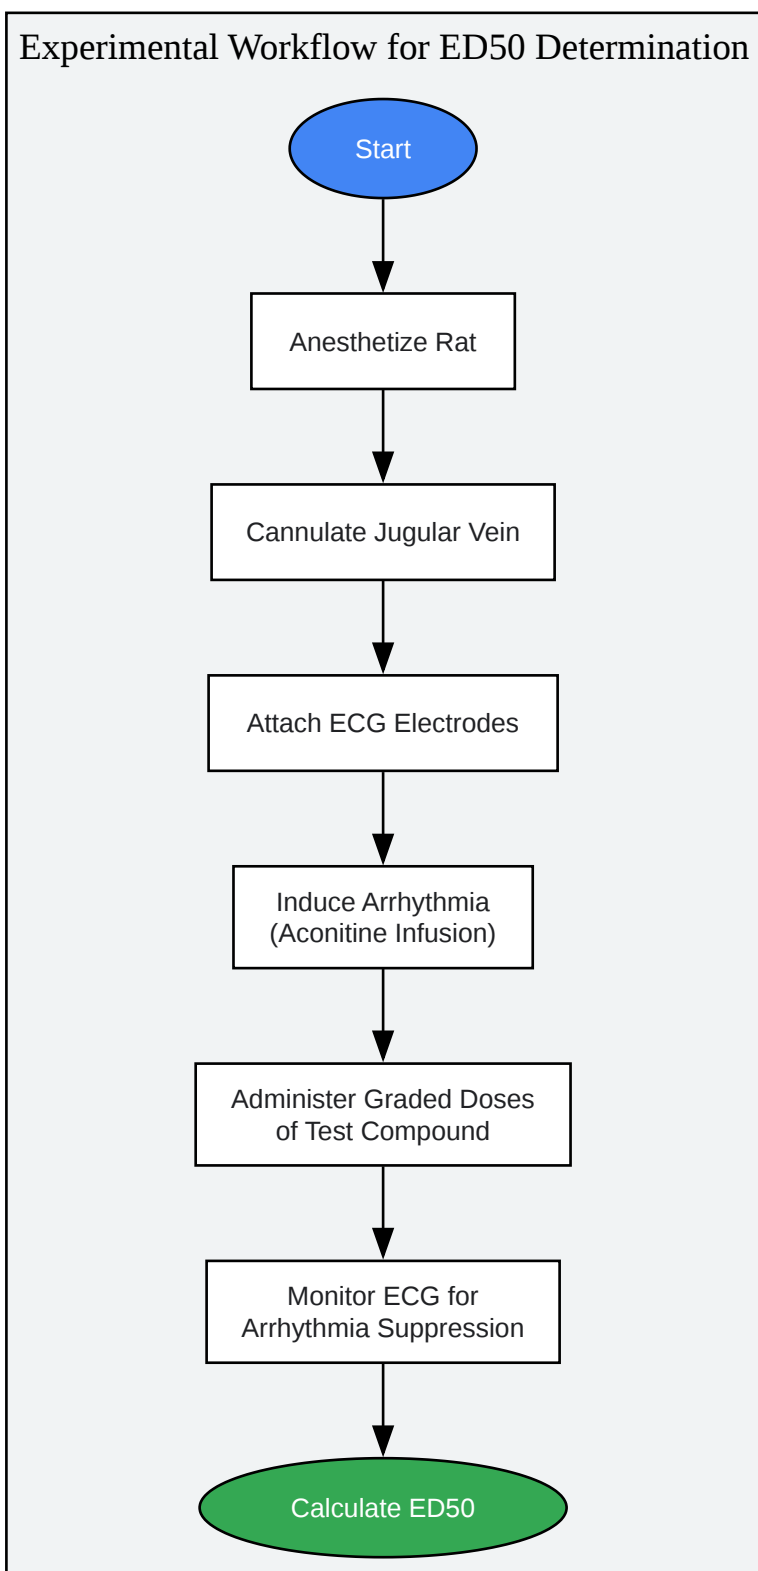 Experimental Workflow for ED50 Determination
Start
Anesthetize Rat
Cannulate Jugular Vein
Attach ECG Electrodes
Induce Arrhythmia
(Aconitine Infusion)
Administer Graded Doses
of Test Compound
Monitor ECG for
Arrhythmia Suppression
Calculate ED50